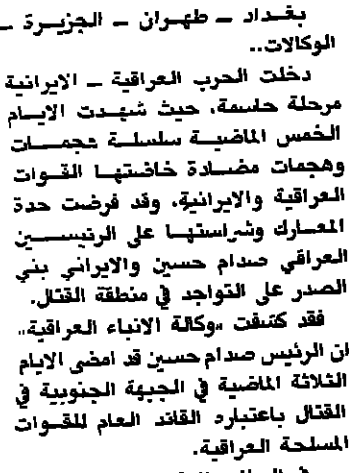 بغداد - طهران - الجزيرة -
الوكالات..
دخلت الحرب العراقية - الايرانية
مرحلة حاسمة، حيث شهدت الايام
الخمس الماضية سلسلة هجمات
وهجمات مضادة خاضتها القوات
العراقية والايرانية، وقد فرضت حدة
المعارك وشراستها على الرئيسين
العراقي صدام حسين والايراني بني
الصدر على التواجد في منطقة القتال.
فقد كشفت «وكالة الانباء العراقية»
ان الرئيس صدام حسين قد امضى الايام
الثلاثة الماضية في الجبهة الجنوبية في
القتال باعتباره القائد العام للقوات
المسلحة العراقية.